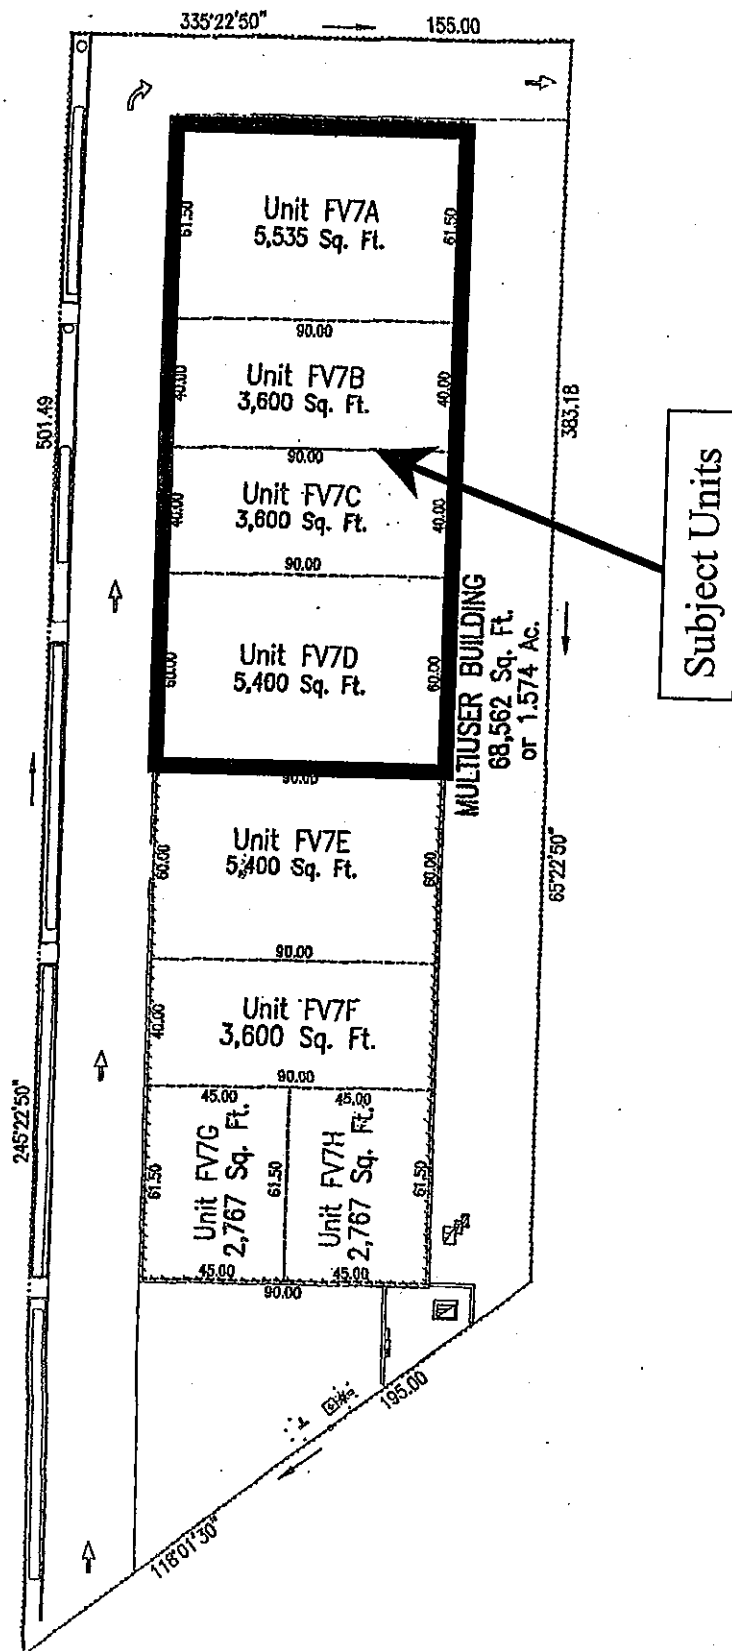 335°22'50"
155.00
Unit FV7A
5,535 Sq. Ft.
61.50
61.50
90.00
Unit FV7B
3,600 Sq. Ft.
40.00
40.00
90.00
Unit FV7C
3,600 Sq. Ft.
40.00
40.00
90.00
Unit FV7D
5,400 Sq. Ft.
60.00
60.00
90.00
Unit FV7E
5,400 Sq. Ft.
60.00
60.00
90.00
Unit FV7F
3,600 Sq. Ft.
40.00
90.00
45.00
45.00
Unit FV7G
2,767 Sq. Ft.
Unit FV7H
2,767 Sq. Ft.
61.50
61.50
61.50
45.00
45.00
90.00
501.49
245°22'50"
383.18
65°22'50"
MULTIUSER BUILDING
68,562 Sq. Ft.
or 1.574 Ac.
Subject Units
195.00
118°01'30"